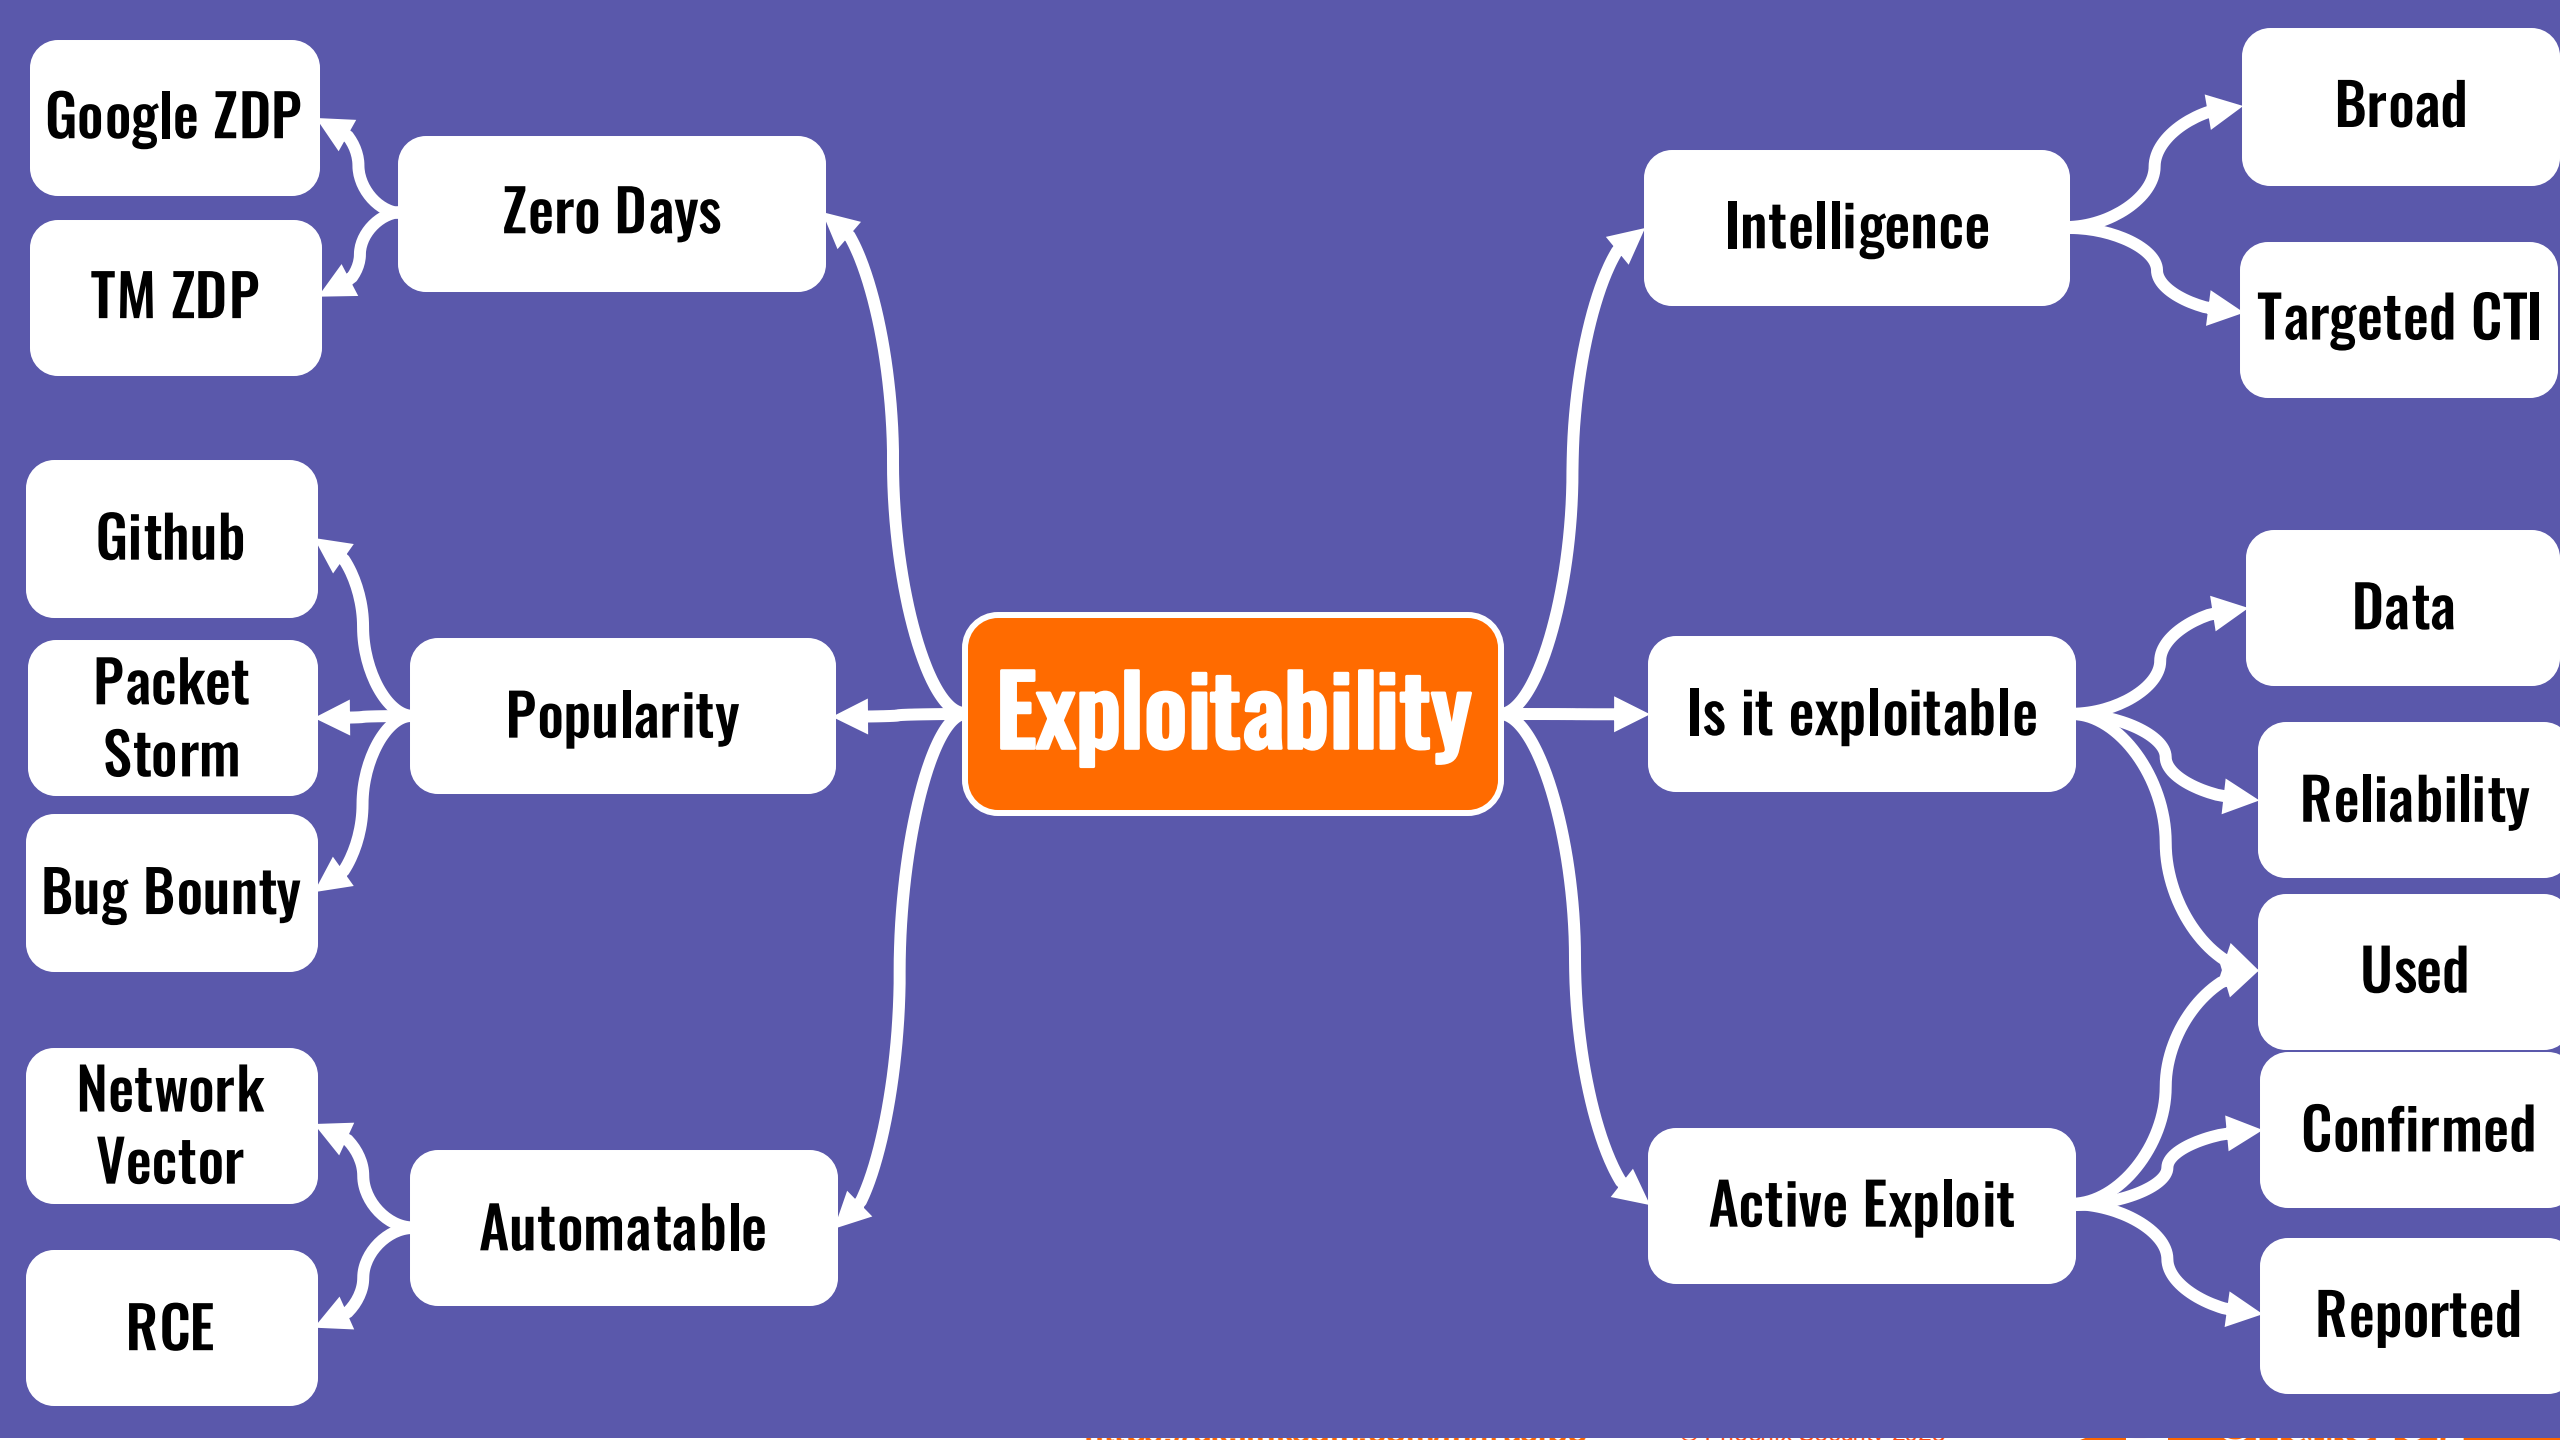 Google ZDP
TM ZDP
Zero Days
Github
Packet
Storm
Bug Bounty
Popularity
Network
Vector
RCE
Automatable
Exploitability
Intelligence
Broad
Targeted CTI
Is it exploitable
Data
Reliability
Used
Active Exploit
Confirmed
Reported